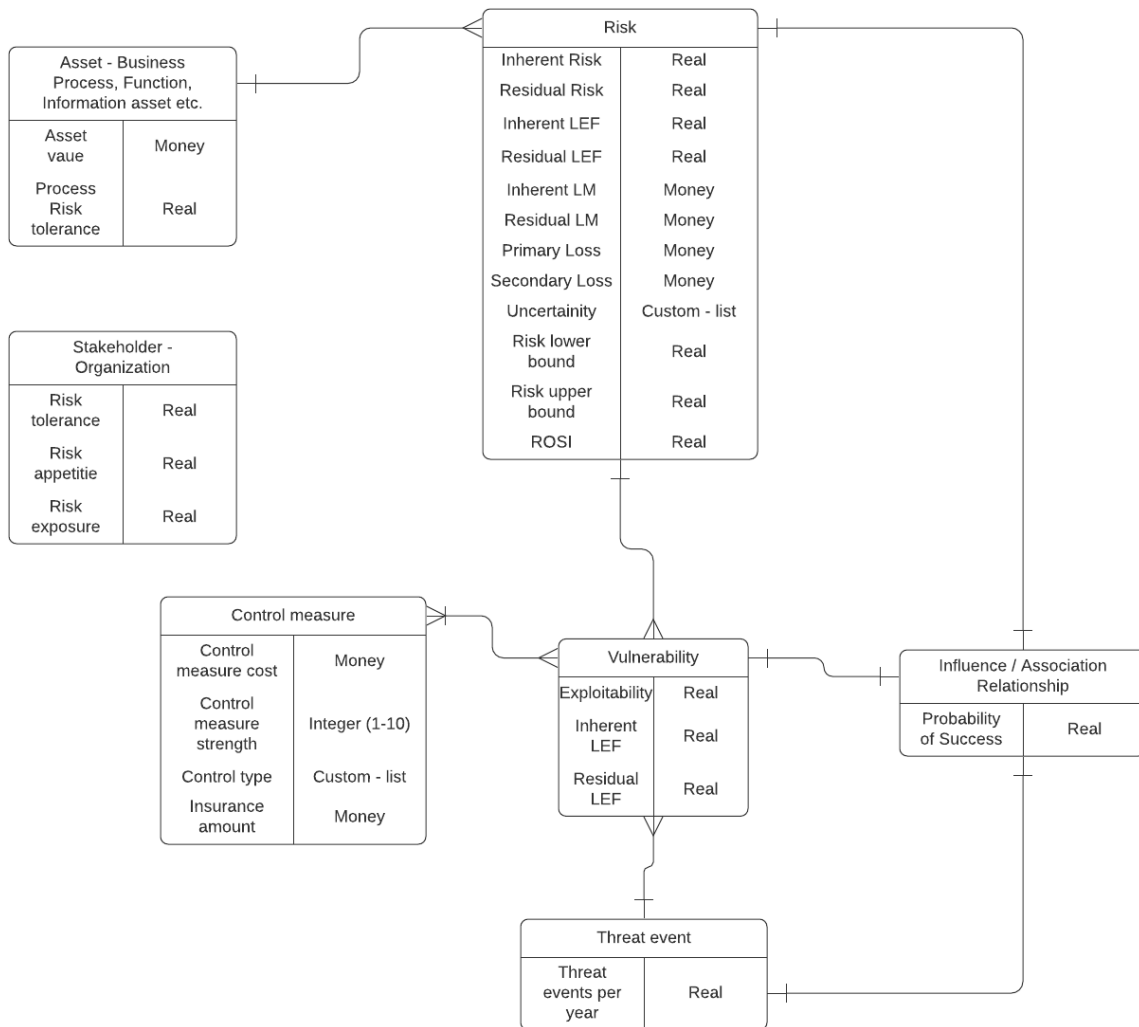 Asset - Business
Process, Function,
Information asset etc.
Asset
vaue
Money
Process
Risk
tolerance
Real
Stakeholder -
Organization
Risk
tolerance
Real
Risk
appetitie
Real
Risk
exposure
Real
Risk
Inherent Risk
Real
Residual Risk
Real
Inherent LEF
Real
Residual LEF
Real
Inherent LM
Money
Residual LM
Money
Primary Loss
Money
Secondary Loss
Money
Uncertainity
Custom - list
Risk lower
bound
Real
Risk upper
bound
Real
ROSI
Real
Control measure
Control
measure cost
Money
Control
measure
strength
Integer (1-10)
Control type
Custom - list
Insurance
amount
Money
Vulnerability
Exploitability
Real
Inherent
LEF
Real
Residual
LEF
Real
Influence / Association
Relationship
Probability
of Success
Real
Threat event
Threat
events per
year
Real